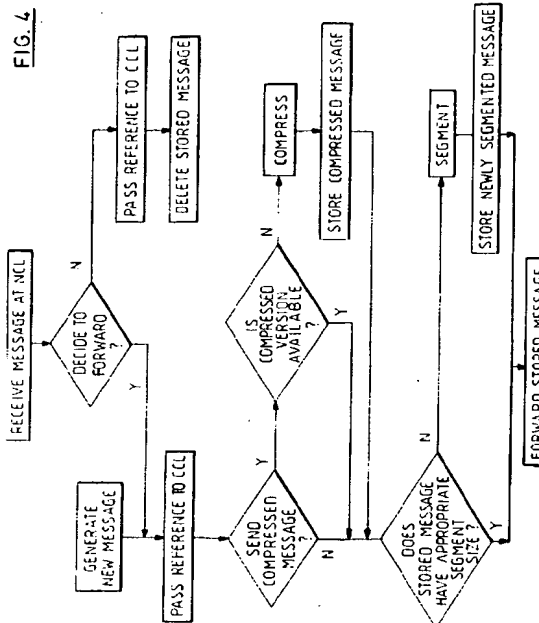 FIG. 4
RECEIVE MESSAGE AT NCL
DECIDE TO
FORWARD
?
N
Y
PASS REFERENCE TO CCL
DELETE STORED MESSAGE
GENERATE
NEW MESSAGE
PASS REFERENCE TO CCL
SEND
COMPRESSED
MESSAGE
?
Y
N
IS
COMPRESSED
VERSION
AVAILABLE
?
N
Y
COMPRESS
STORE COMPRESSED MESSAGE
DOES
STORED MESSAGE
HAVE APPROPRIATE
SEGMENT
SIZE ?
N
Y
SEGMENT
STORE NEWLY SEGMENTED MESSAGE
FORWARD STORED MESSAGE